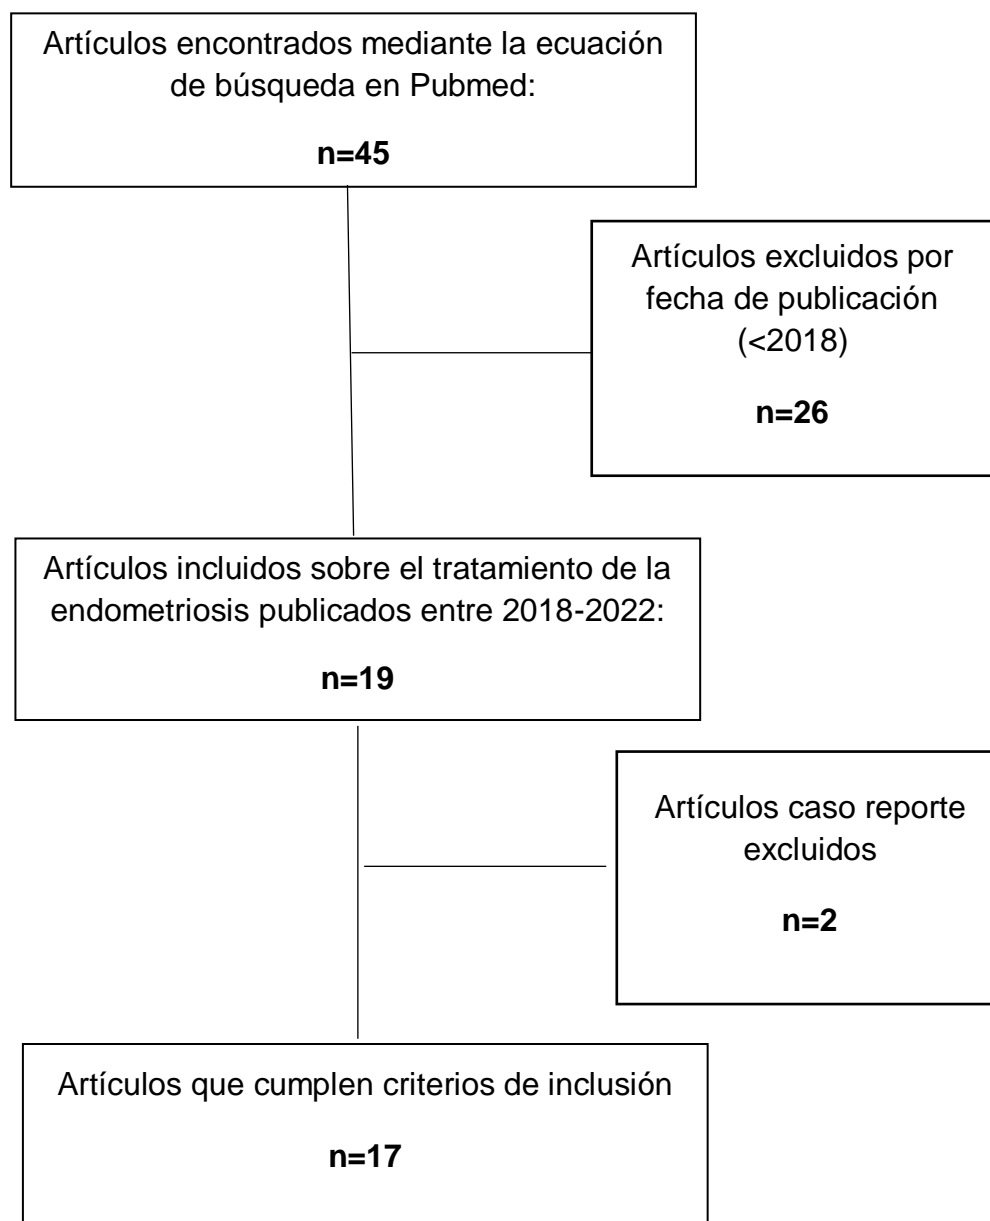 Artículos encontrados mediante la ecuación
de búsqueda en Pubmed:
n=45
Artículos excluidos por
fecha de publicación
(<2018)
n=26
Artículos incluidos sobre el tratamiento de la
endometriosis publicados entre 2018-2022:
n=19
Artículos caso reporte
excluidos
n=2
Artículos que cumplen criterios de inclusión
n=17